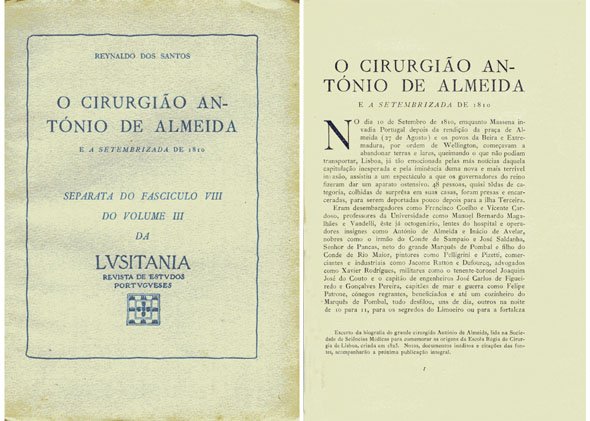 REYNALDO DOS SANTOS
O CIRURGIÃO AN-
TÓNIO DE ALMEIDA
E A SETEMBRIZADA DE 1810
SEPARATA DO FASCICULO VIII
DO VOLUME III
DA
LVSITANIA
REVISTA DE ESTVDOS
PORTVGVESES
O CIRURGIÃO AN-
TÓNIO DE ALMEIDA
E A SETEMBRIZADA DE 1810
NO dia 10 de Setembro de 1810, emquanto Massena in-
vadia Portugal depois da rendição da praça de Al-
meida (27 de Agosto) e os povos da Beira e Extre-
madura, por ordem de Wellington, começavam a
abandonar terras e lares, queimando o que não podiam
transportar, Lisboa, já tão emocionada pelas más notícias daquela
capitulação inesperada e pela iminência duma nova e mais terrível
invasão, assistiu a um espectáculo a que os governadores do reino
fizeram dar um aparato ostensivo. 48 pessoas, quasi tôdas de ca-
tegoria, colhidas de surprêsa em suas casas, foram presas e encar-
ceradas, para serem deportadas pouco depois para a ilha Terceira.
Eram desembargadores como Francisco Coelho e Vicente Car-
doso, professores da Universidade como Manuel Bernardo Maga-
lhães e Vandelli, êste já octogenário, lentes do hospital e opera-
dores insignes como António de Almeida e Inácio de Avelar,
nobres como o irmão do Conde de Sampaio e José Saldanha,
Senhor de Pancas, neto do grande Marquês de Pombal e filho do
Conde de Rio Maior, pintores como Pellegrini e Pizetti, comer-
ciantes e industriais como Jacome Ratton e Dufourcq, advogados
como Xavier Rodrigues, militares como o tenente-coronel Joaquim
José do Couto e o capitão de engenheiros José Carlos de Figuei-
redo e Gonçalves Pereira, capitães de mar e guerra como Felipe
Patrone, cónegos regrantes, beneficiados e até um cozinheiro do
Marquês de Pombal, tudo desfilou, uns de dia, outros na noite
de 10 para 11, para os segredos do Limoeiro ou para a fortaleza
Excerto da biografia do grande cirurgião António de Almeida, lida na Socie-
dade de Sciências Médicas para comemorar as origens da Escola Régia de Cirur-
gia de Lisboa, criada em 1825. Notas, documentos inéditos e citações das fon-
tes, acompanharão a próxima publicação integral.
1